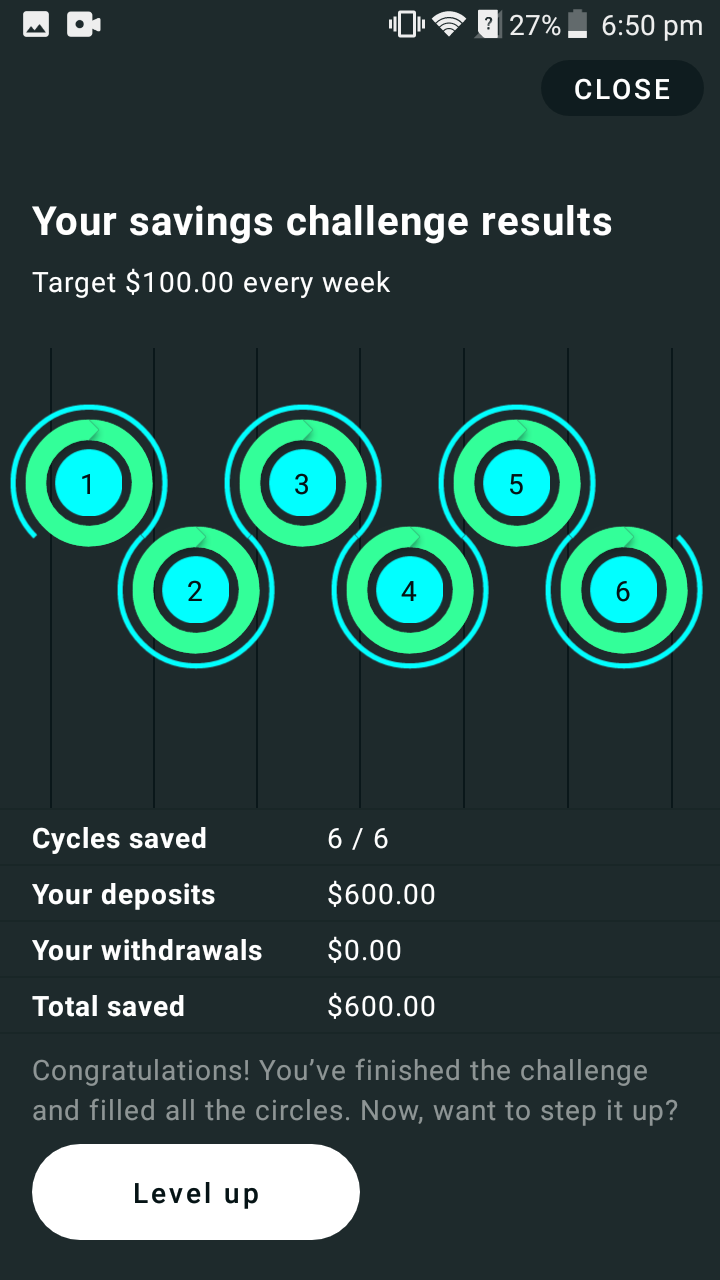 27% 6:50 pm
CLOSE
Your savings challenge results
Target $100.00 every week
1 3 5
2 4 6
Cycles saved 6 / 6
Your deposits $600.00
Your withdrawals $0.00
Total saved $600.00
Congratulations! You’ve finished the challenge
and filled all the circles. Now, want to step it up?
Level up